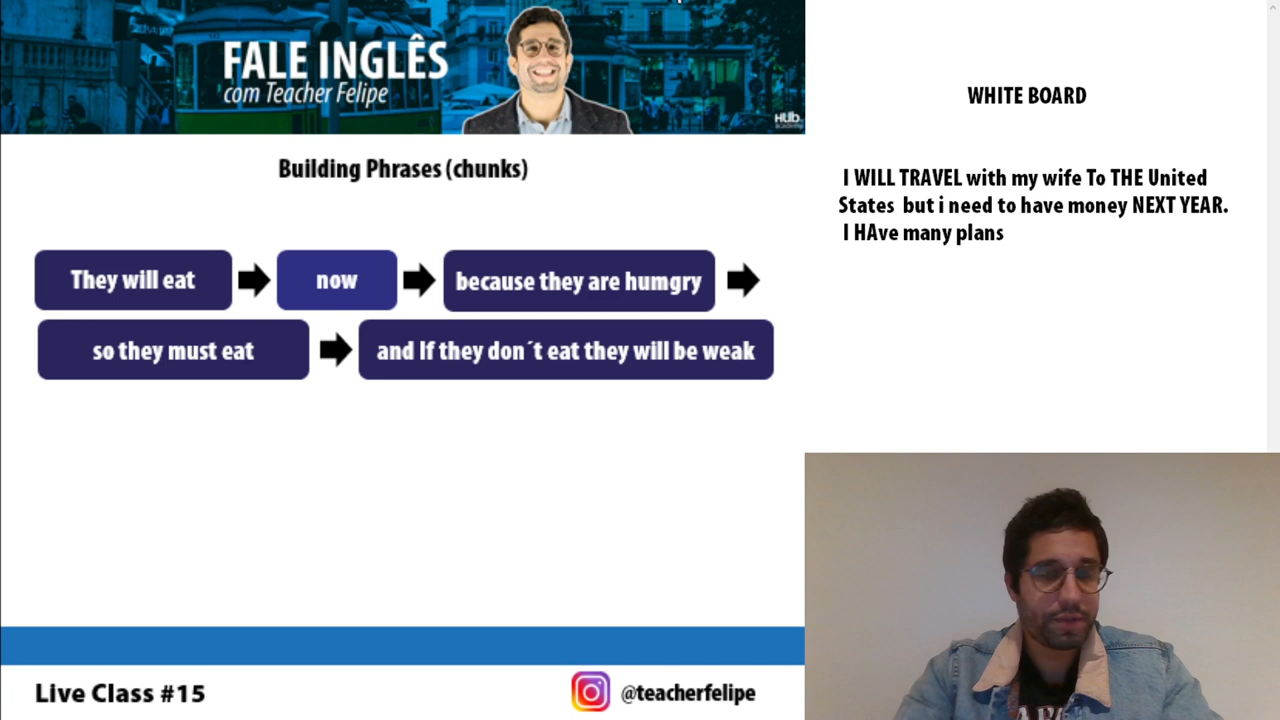 FALE INGLÊS
com Teacher Felipe
HUb
academy
Building Phrases (chunks)
They will eat
now
because they are humgry
so they must eat
and If they don´t eat they will be weak
Live Class #15
@teacherfelipe
WHITE BOARD
I WILL TRAVEL with my wife To THE United
States but i need to have money NEXT YEAR.
I HAve many plans